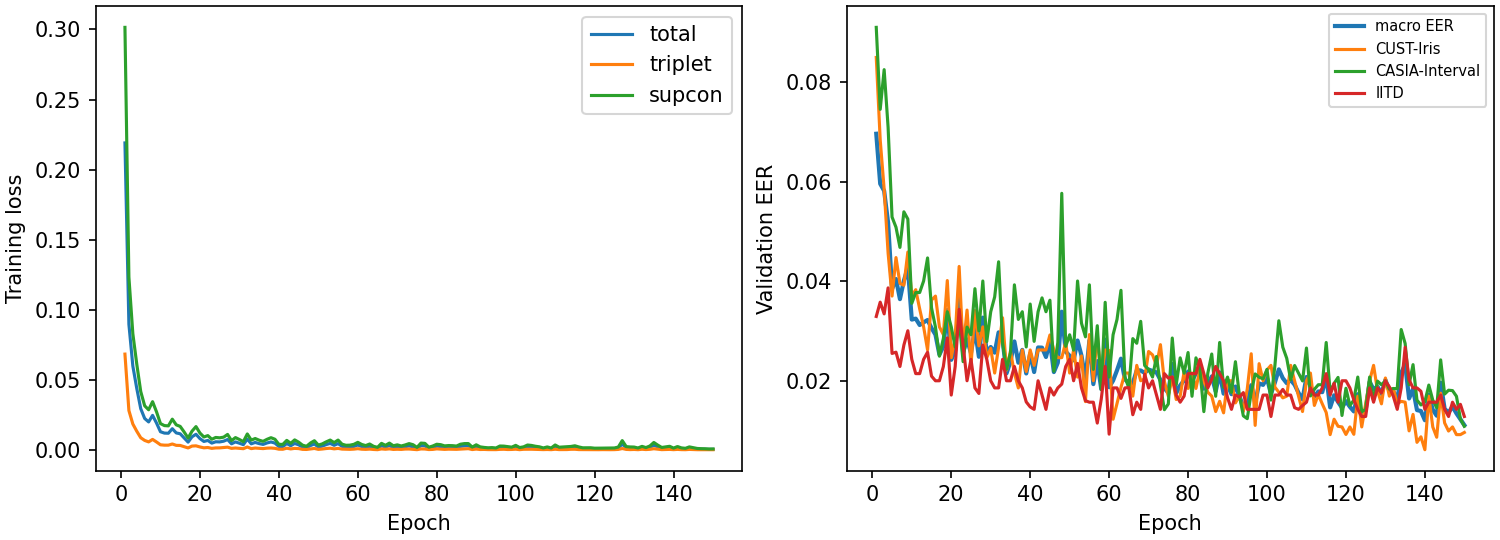 0.30
0.25
0.20
0.15
0.10
0.05
0.00
Training loss
0 20 40 60 80 100 120 140
Epoch
total
triplet
supcon
0.08
0.06
0.04
0.02
Validation EER
0 20 40 60 80 100 120 140
Epoch
macro EER
CUST-Iris
CASIA-Interval
IITD